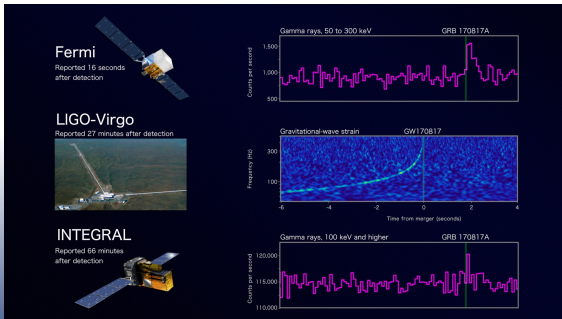 Fermi
Reported 16 seconds
after detection
Gamma rays, 50 to 300 keV
GRB 170817A
Counts per second
1,500
1,000
500
LIGO-Virgo
Reported 27 minutes after detection
Gravitational-wave strain
GW170817
Frequency (Hz)
300
100
-6
-4
-2
0
2
4
Time from merger (seconds)
INTEGRAL
Reported 66 minutes
after detection
Gamma rays, 100 keV and higher
GRB 170817A
Counts per second
120,000
115,000
110,000